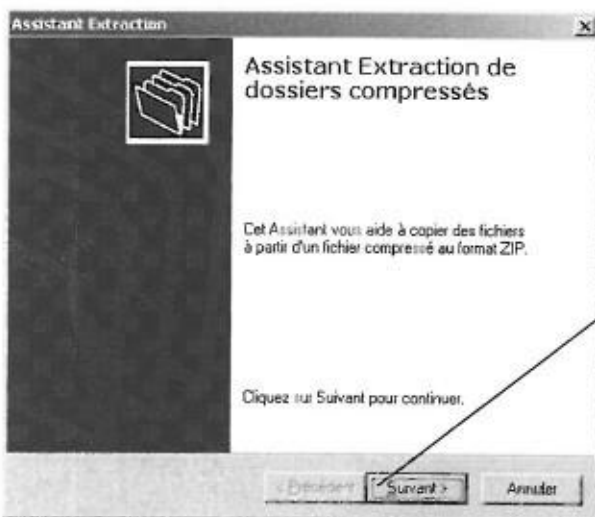 Assistant Extraction
Assistant Extraction de
dossiers compressés
Cet Assistant vous aide à copier des fichiers
à partir d'un fichier compressé au format ZIP.
Cliquez sur Suivant pour continuer.
< Précédent
Suivant >
Annuler